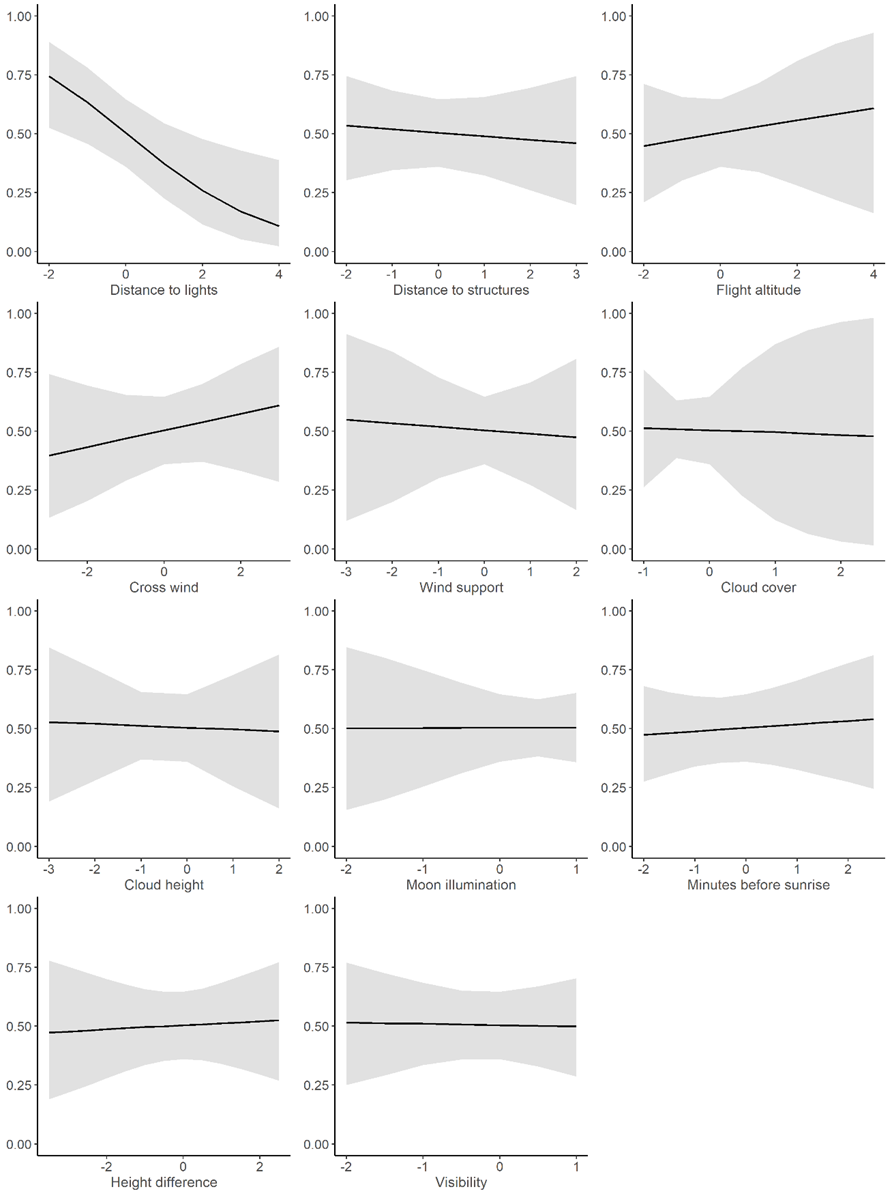 1.00
0.75
0.50
0.25
0.00
-2 0 2 4
Distance to lights
1.00
0.75
0.50
0.25
0.00
-2 -1 0 1 2 3
Distance to structures
1.00
0.75
0.50
0.25
0.00
-2 0 2 4
Flight altitude
1.00
0.75
0.50
0.25
0.00
-2 0 2
Cross wind
1.00
0.75
0.50
0.25
0.00
-3 -2 -1 0 1 2
Wind support
1.00
0.75
0.50
0.25
0.00
-1 0 1 2
Cloud cover
1.00
0.75
0.50
0.25
0.00
-3 -2 -1 0 1 2
Cloud height
1.00
0.75
0.50
0.25
0.00
-2 -1 0 1
Moon illumination
1.00
0.75
0.50
0.25
0.00
-2 -1 0 1 2
Minutes before sunrise
1.00
0.75
0.50
0.25
0.00
-2 0 2
Height difference
1.00
0.75
0.50
0.25
0.00
-2 -1 0 1
Visibility